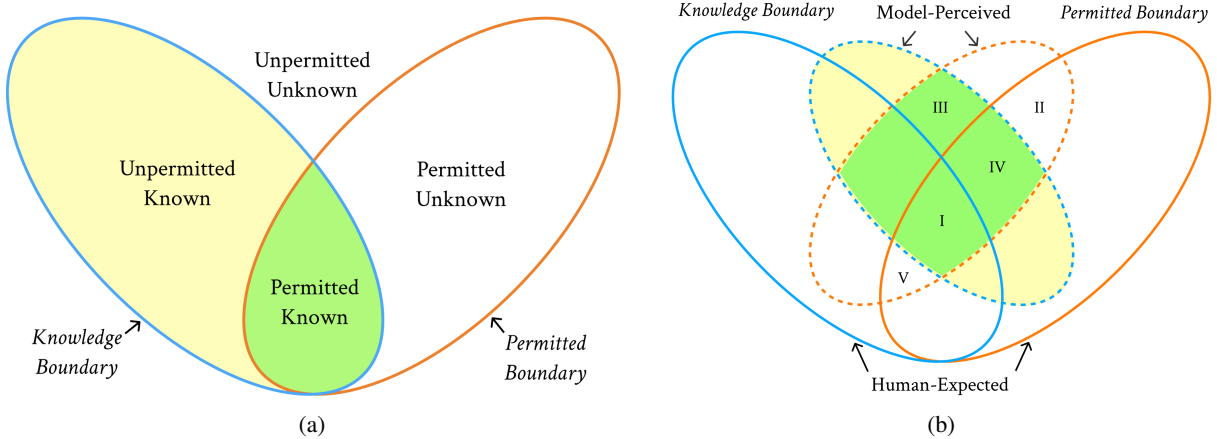 Unpermitted
Unknown
Unpermitted
Known
Permitted
Unknown
Permitted
Known
Knowledge
Boundary
Permitted
Boundary
(a)
Knowledge Boundary
Model-Perceived
Permitted Boundary
III
II
IV
I
V
Human-Expected
(b)